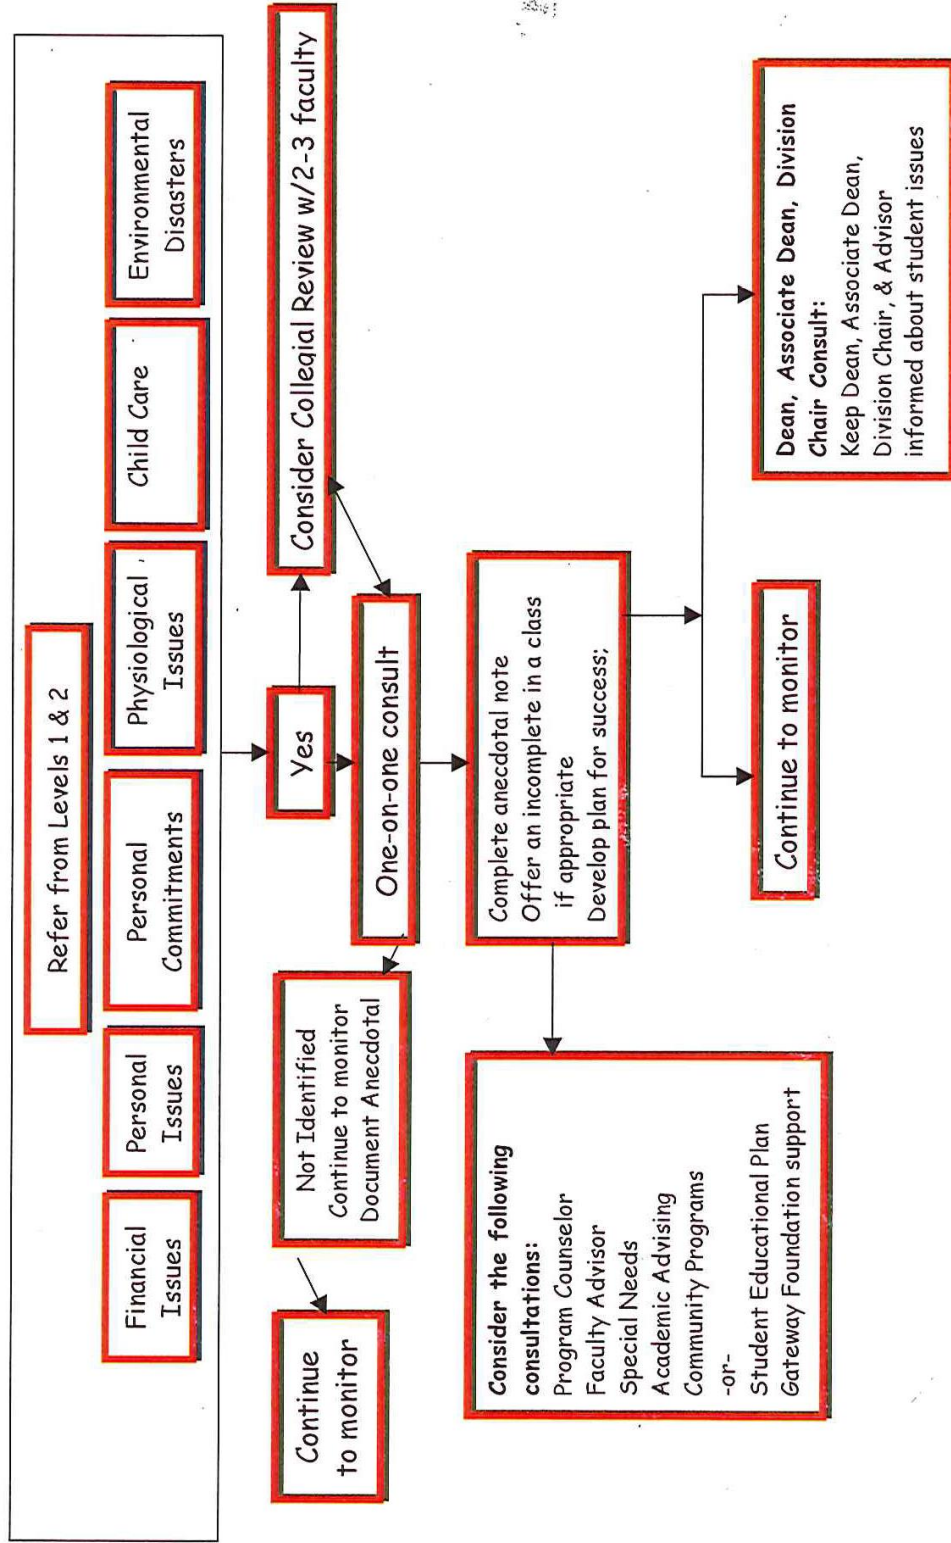 Refer from Levels 1 & 2
Financial
Issues
Personal
Issues
Personal
Commitments
Physiological
Issues
Child Care
Environmental
Disasters
Yes
Consider Collegial Review w/2-3 faculty
One-on-one consult
Not Identified
Continue to monitor
Document Anecdotal
Continue
to monitor
Complete anecdotal note
Offer an incomplete in a class
if appropriate
Develop plan for success;
Consider the following
consultations:
Program Counselor
Faculty Advisor
Special Needs
Academic Advising
Community Programs
-or-
Student Educational Plan
Gateway Foundation support
Continue to monitor
Dean, Associate Dean, Division
Chair Consult:
Keep Dean, Associate Dean,
Division Chair, & Advisor
informed about student issues